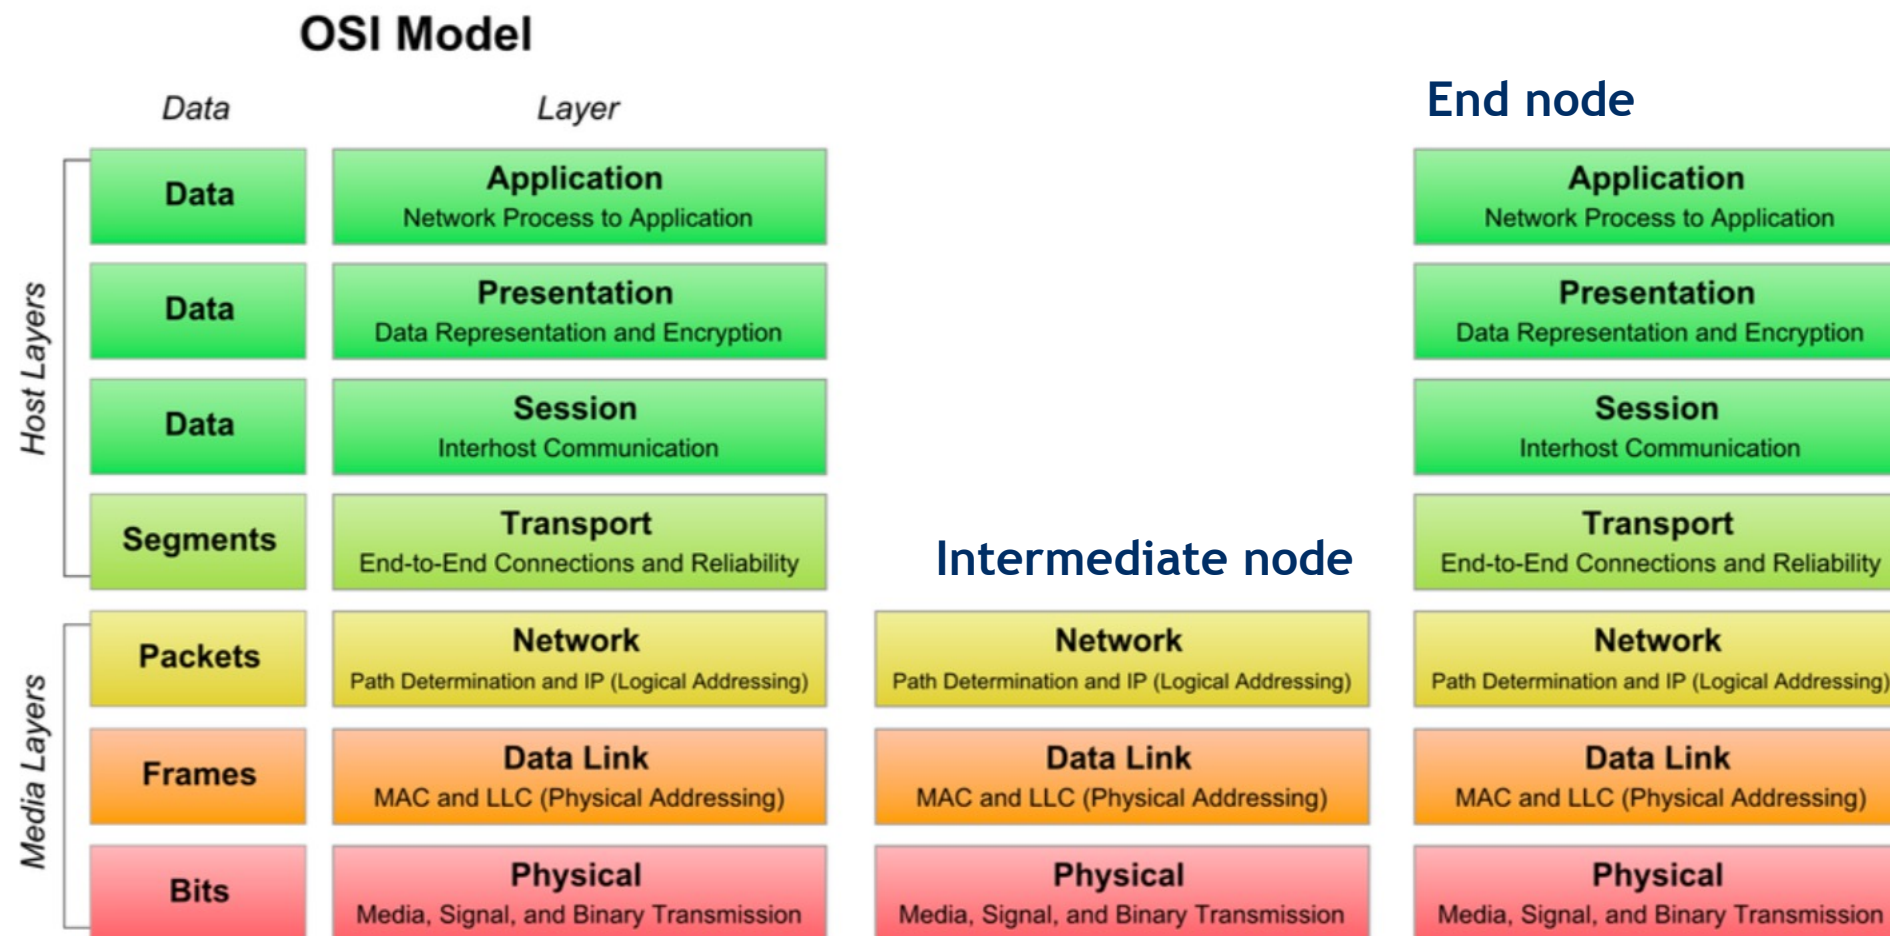 OSI Model
Data
Layer
End node
Host Layers
Data
Application
Network Process to Application
Application
Network Process to Application
Data
Presentation
Data Representation and Encryption
Presentation
Data Representation and Encryption
Data
Session
Interhost Communication
Session
Interhost Communication
Segments
Transport
End-to-End Connections and Reliability
Intermediate node
Transport
End-to-End Connections and Reliability
Media Layers
Packets
Network
Path Determination and IP (Logical Addressing)
Network
Path Determination and IP (Logical Addressing)
Network
Path Determination and IP (Logical Addressing)
Frames
Data Link
MAC and LLC (Physical Addressing)
Data Link
MAC and LLC (Physical Addressing)
Data Link
MAC and LLC (Physical Addressing)
Bits
Physical
Media, Signal, and Binary Transmission
Physical
Media, Signal, and Binary Transmission
Physical
Media, Signal, and Binary Transmission